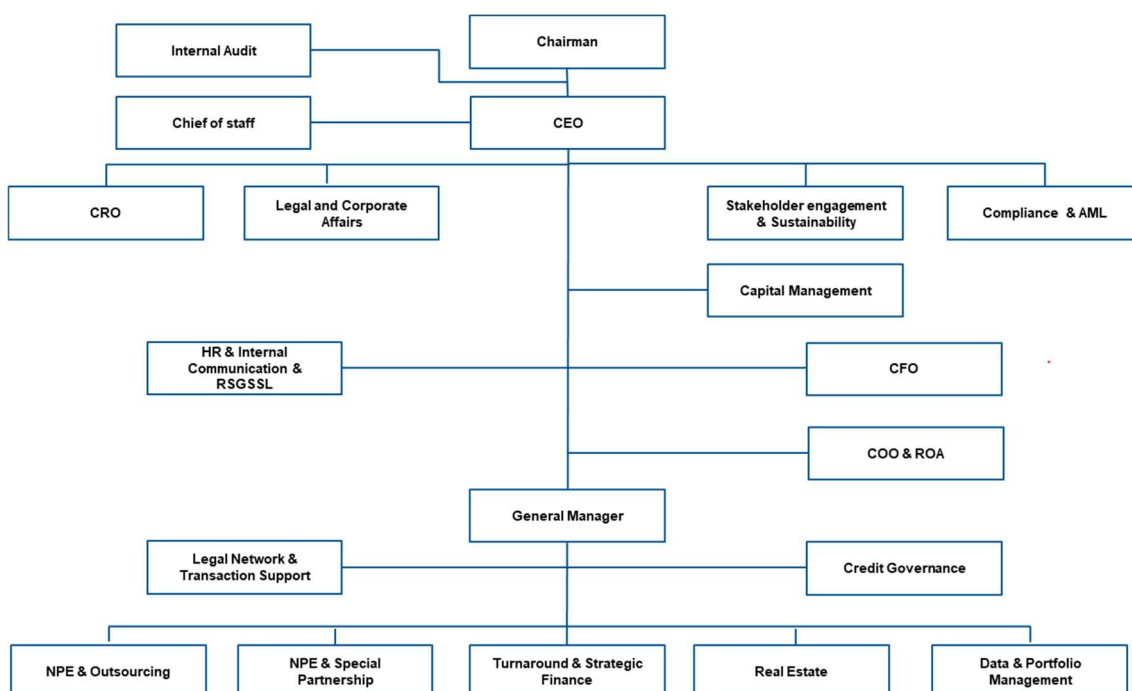 Chairman
Internal Audit
Chief of staff
CEO
CRO
Legal and Corporate
Affairs
Stakeholder engagement
& Sustainability
Compliance & AML
Capital Management
HR & Internal
Communication &
RSGSSL
CFO
COO & ROA
General Manager
Legal Network &
Transaction Support
Credit Governance
NPE & Outsourcing
NPE & Special
Partnership
Turnaround & Strategic
Finance
Real Estate
Data & Portfolio
Management